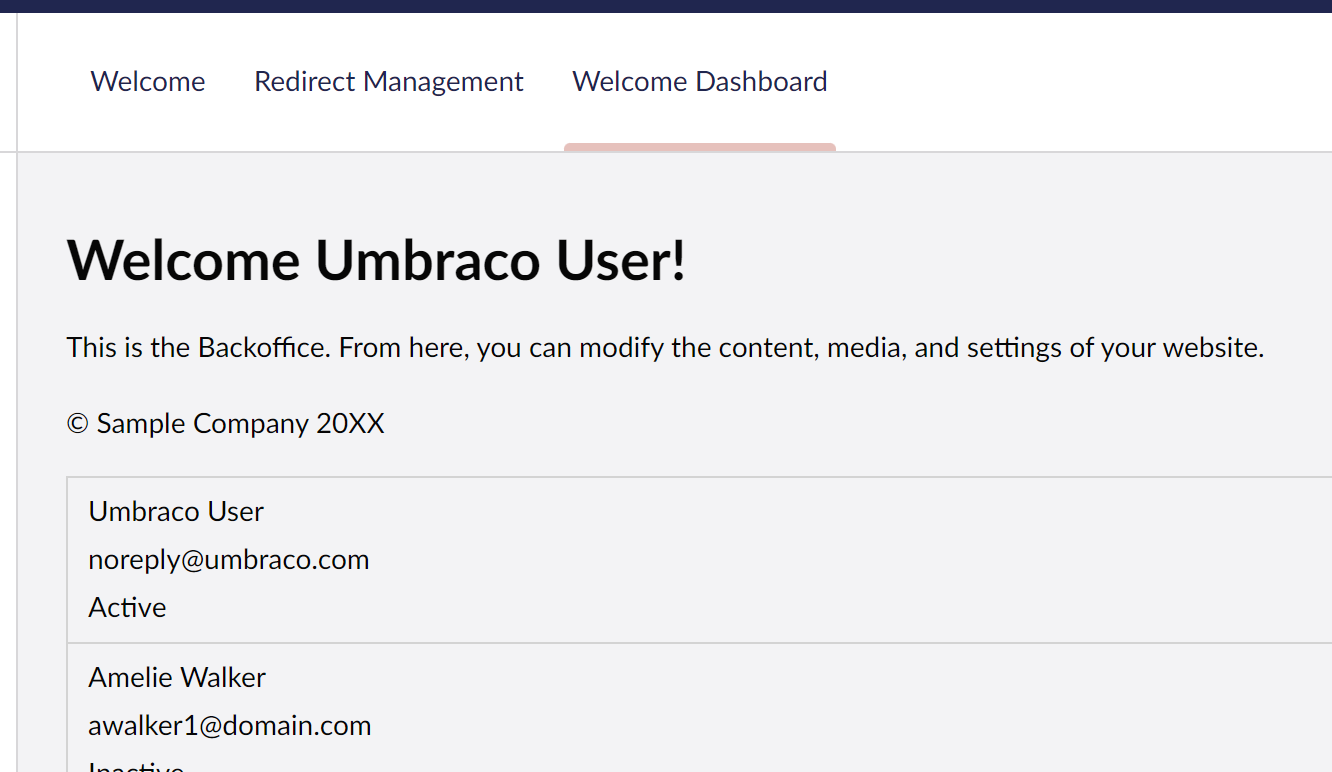 Welcome Redirect Management Welcome Dashboard
Welcome Umbraco User!
This is the Backoffice. From here, you can modify the content, media, and settings of your website.
© Sample Company 20XX
Umbraco User
noreply@umbraco.com
Active
Amelie Walker
awalker1@domain.com
Inactive